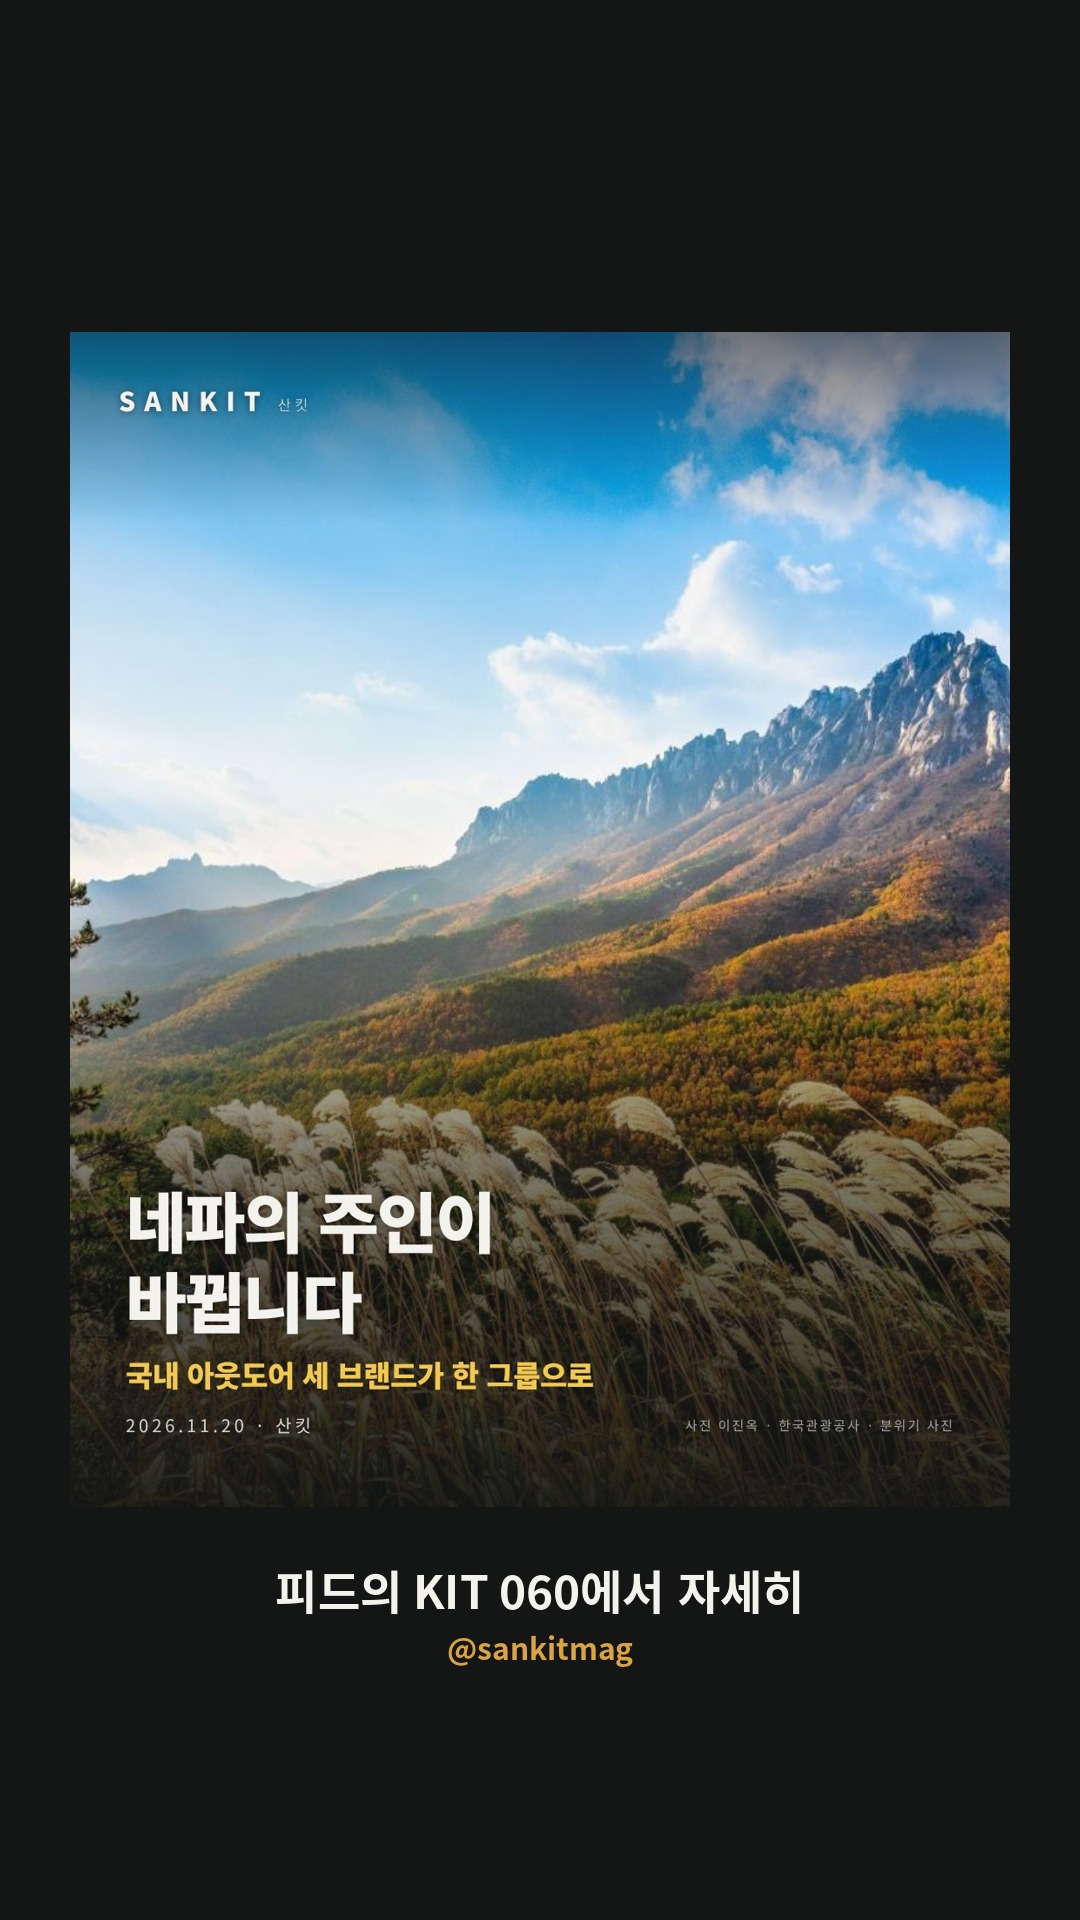 SANKIT 산킷
네파의 주인이
바뀝니다
국내 아웃도어 세 브랜드가 한 그룹으로
2026.11.20 · 산킷
사진 이진옥 · 한국관광공사 · 분위기 사진
피드의 KIT 060에서 자세히
@sankitmag